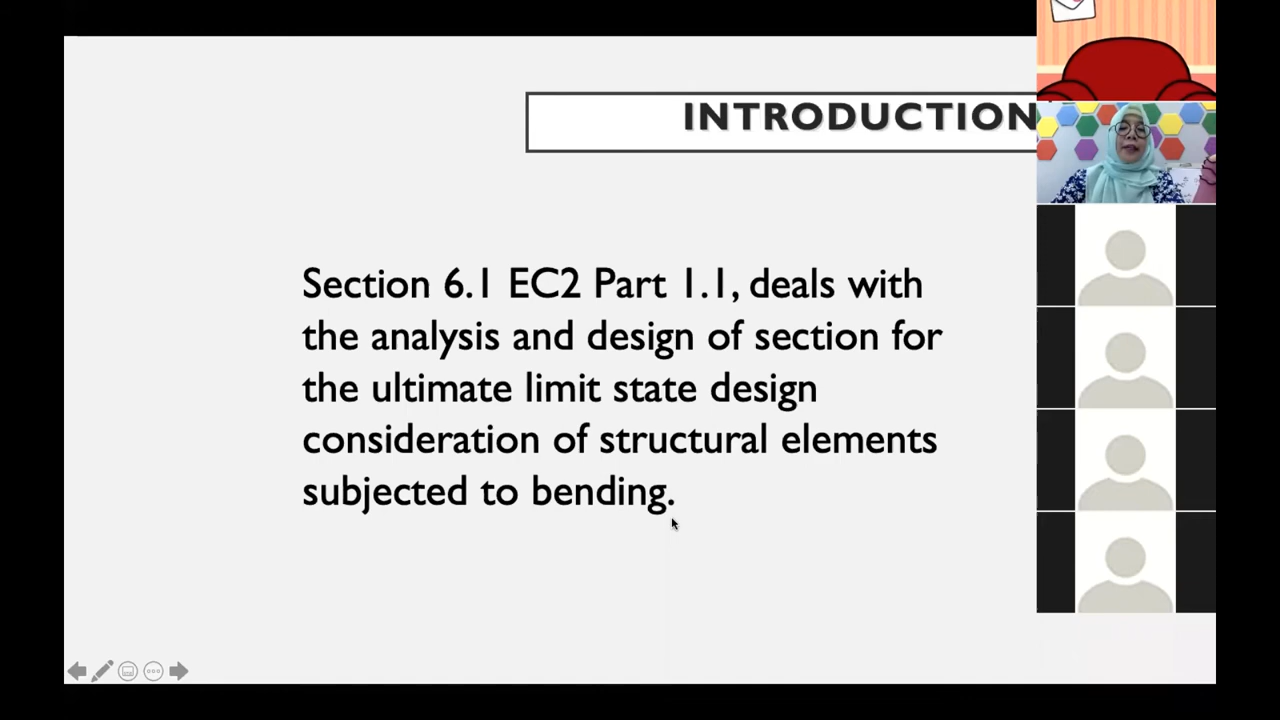 INTRODUCTION
Section 6.1 EC2 Part 1.1, deals with
the analysis and design of section for
the ultimate limit state design
consideration of structural elements
subjected to bending.